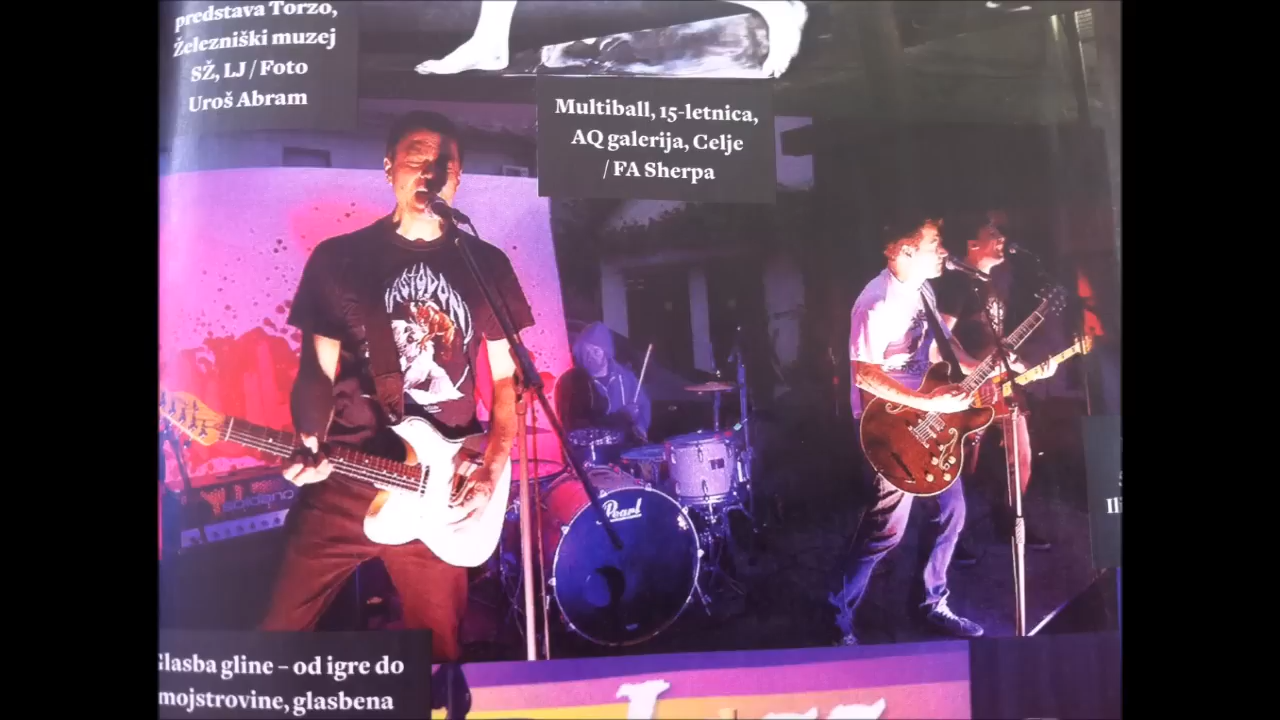 predstava Torzo,
Železniški muzej
SŽ, LJ / Foto
Uroš Abram
Multiball, 15-letnica,
AQ galerija, Celje
/ FA Sherpa
MASTODON
Pearl
Glasba gline – od igre do
mojstrovine, glasbena